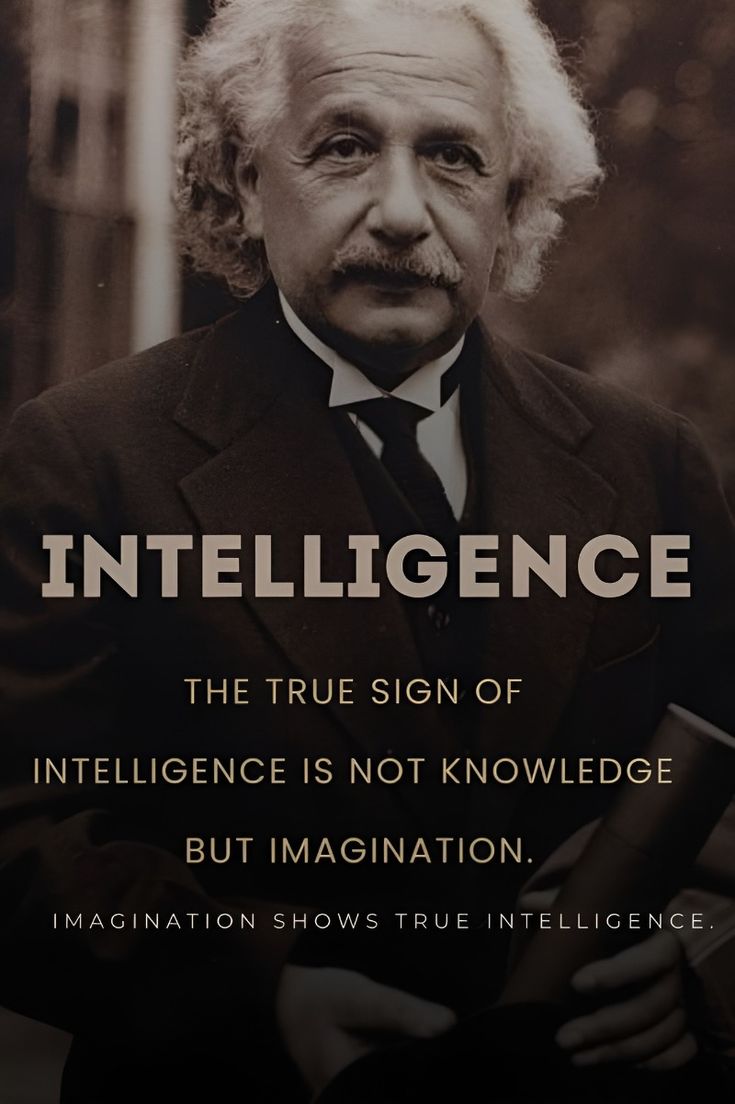 INTELLIGENCE
THE TRUE SIGN OF
INTELLIGENCE IS NOT KNOWLEDGE
BUT IMAGINATION.
IMAGINATION SHOWS TRUE INTELLIGENCE.